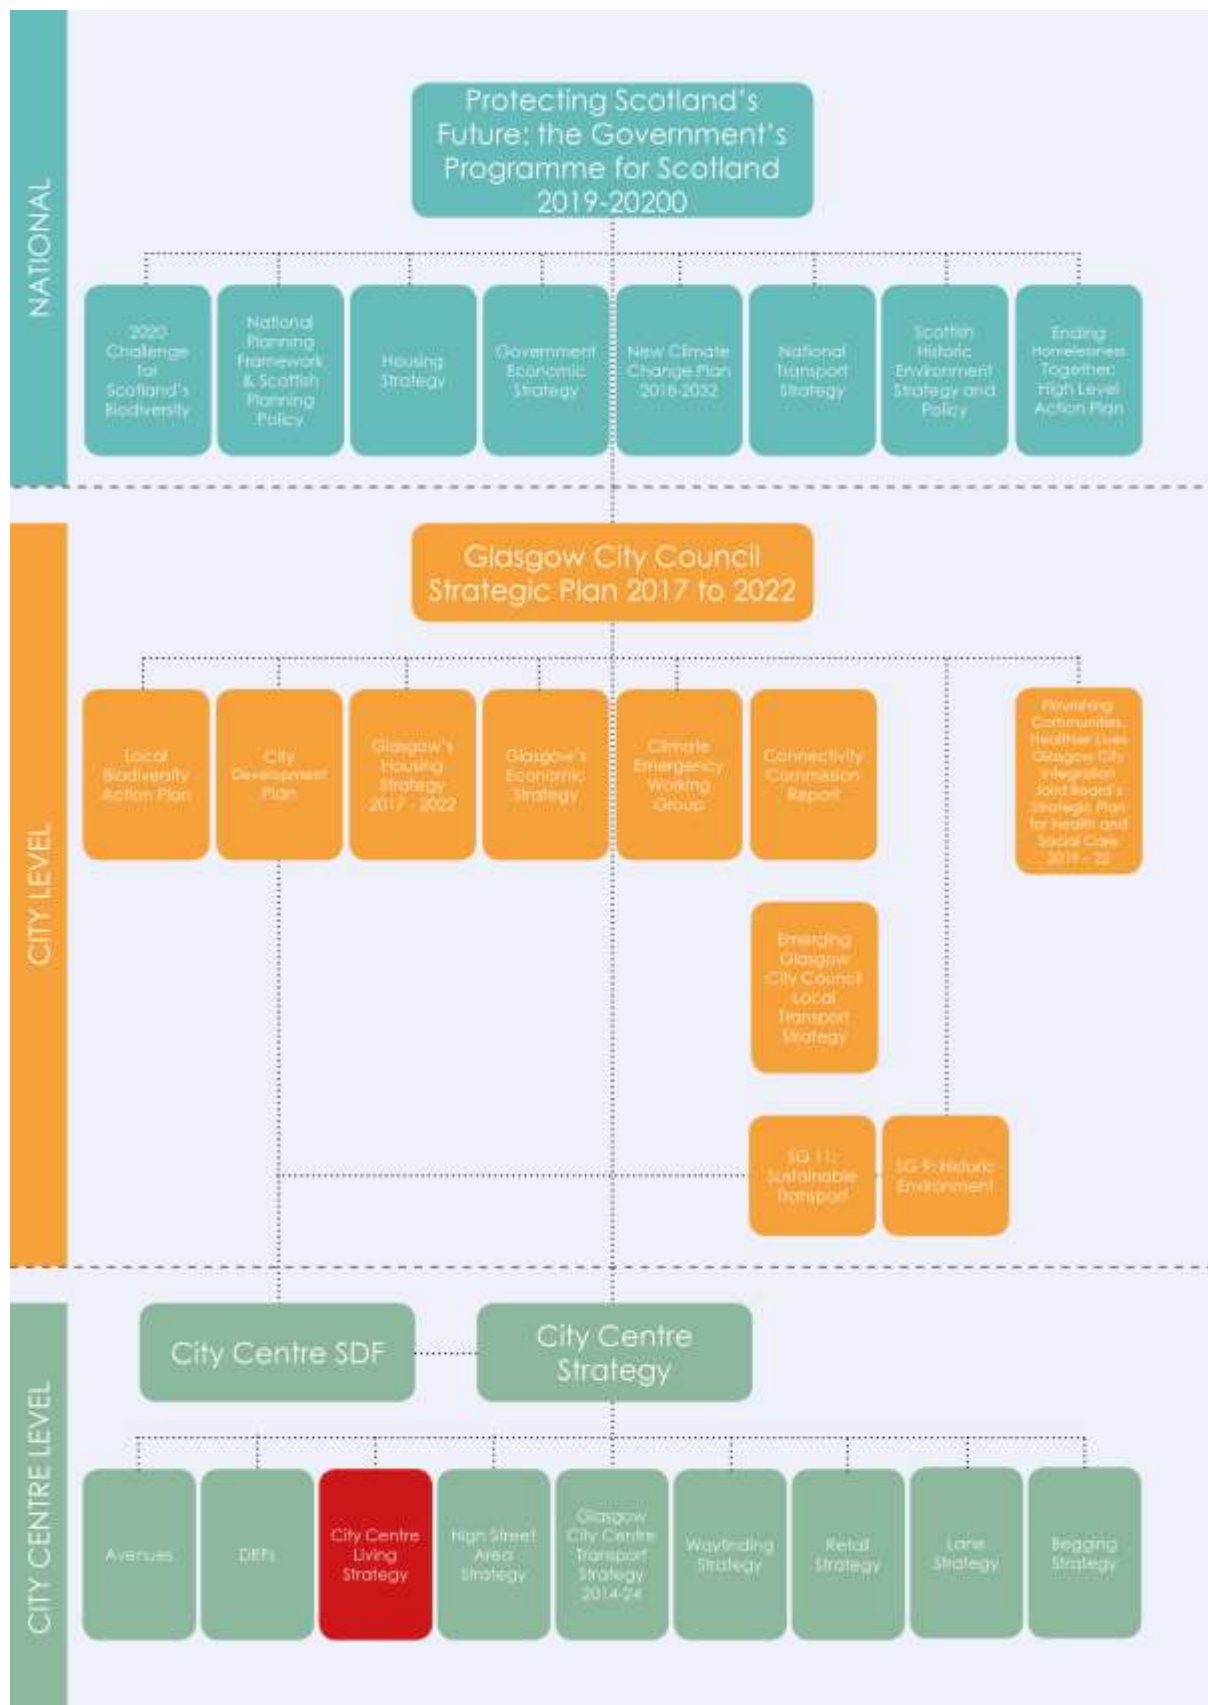 NATIONAL
Protecting Scotland's
Future: the Government's
Programme for Scotland
2019-20200
2020
Challenge
for
Scotland's
Biodiversity
National
Planning
Framework
& Scottish
Planning
Policy
Housing
Strategy
Government
Economic
Strategy
New Climate
Change Plan
2018-2032
National
Transport
Strategy
Scottish
Historic
Environment
Strategy and
Policy
Ending
Homelessness
Together:
High Level
Action Plan
CITY LEVEL
Glasgow City Council
Strategic Plan 2017 to 2022
Local
Biodiversity
Action Plan
City
Development
Plan
Glasgow's
Housing
Strategy
2017 - 2022
Glasgow's
Economic
Strategy
Climate
Emergency
Working
Group
Connectivity
Commission
Report
Flourishing
Communities,
Healthier Lives
Glasgow City
Integration
Joint Board's
Strategic Plan
for Health and
Social Care
2019 – 22
Emerging
Glasgow
City Council
Local
Transport
Strategy
SG 11:
Sustainable
Transport
SG 9: Historic
Environment
CITY CENTRE LEVEL
City Centre SDF
City Centre
Strategy
Avenues
DRFs
City Centre
Living
Strategy
High Street
Area
Strategy
Glasgow
City Centre
Transport
Strategy
2014-24
Wayfinding
Strategy
Retail
Strategy
Lane
Strategy
Begging
Strategy